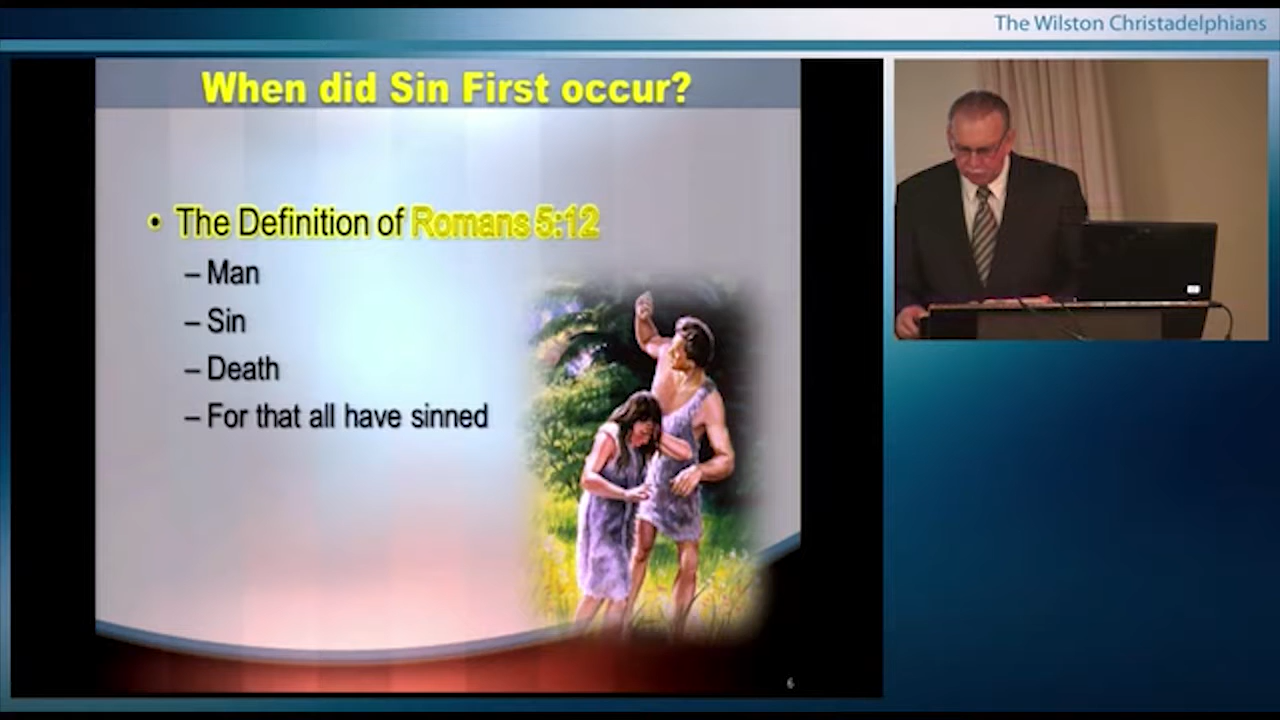 The Wilston Christadelphians
When did Sin First occur?
• The Definition of Romans 5:12
– Man
– Sin
– Death
– For that all have sinned
6